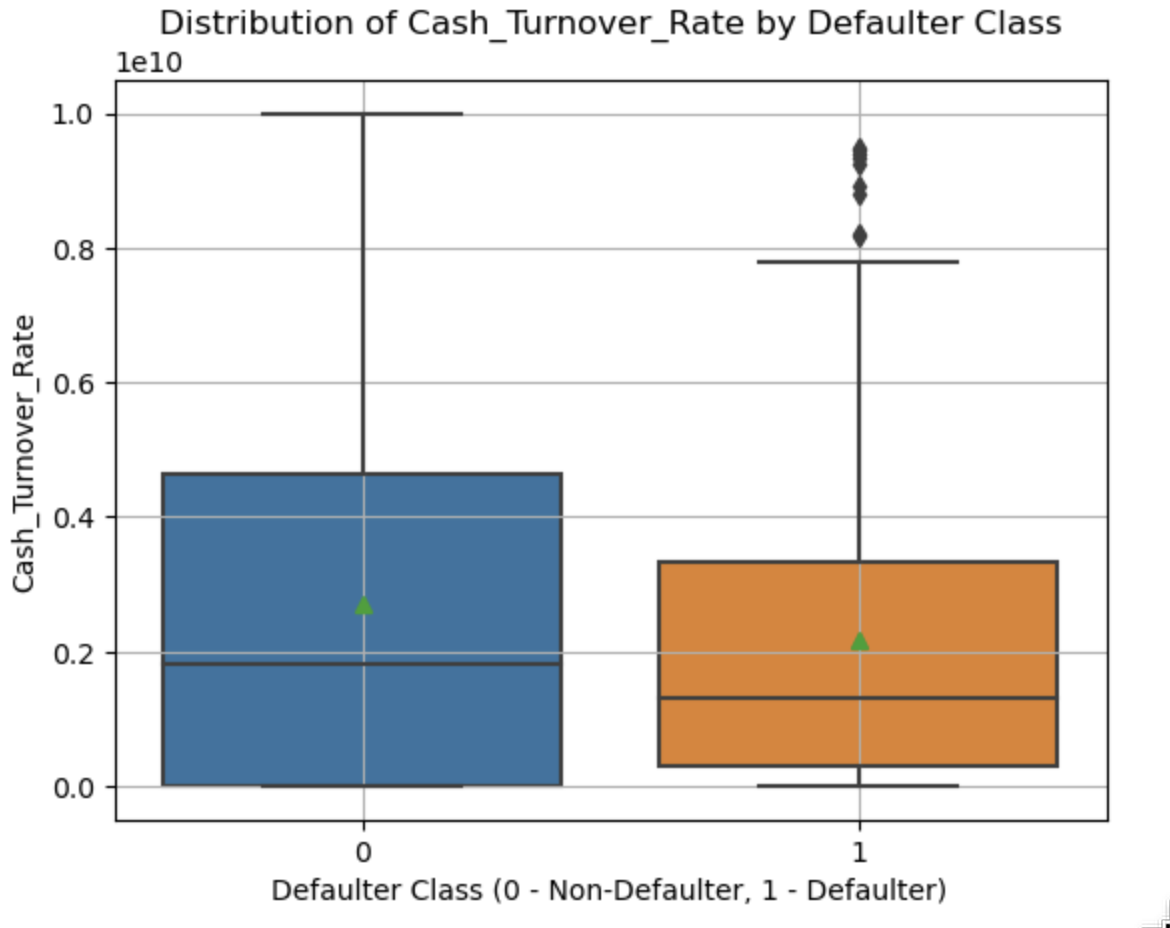 Distribution of Cash_Turnover_Rate by Defaulter Class
1e10
1.0
0.8
0.6
0.4
0.2
0.0
Cash_Turnover_Rate
0 1
Defaulter Class (0 - Non-Defaulter, 1 - Defaulter)